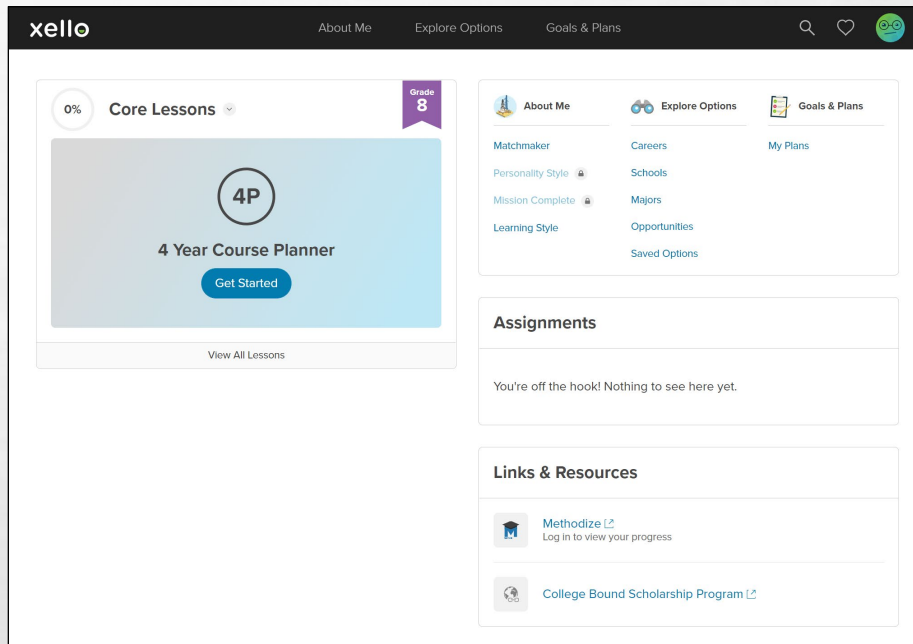 xello
About Me
Explore Options
Goals & Plans
0%
Core Lessons
Grade
8
4P
4 Year Course Planner
Get Started
View All Lessons
About Me
Matchmaker
Personality Style
Mission Complete
Learning Style
Explore Options
Careers
Schools
Majors
Opportunities
Saved Options
Goals & Plans
My Plans
Assignments
You're off the hook! Nothing to see here yet.
Links & Resources
M
Methodize
Log in to view your progress
College Bound Scholarship Program